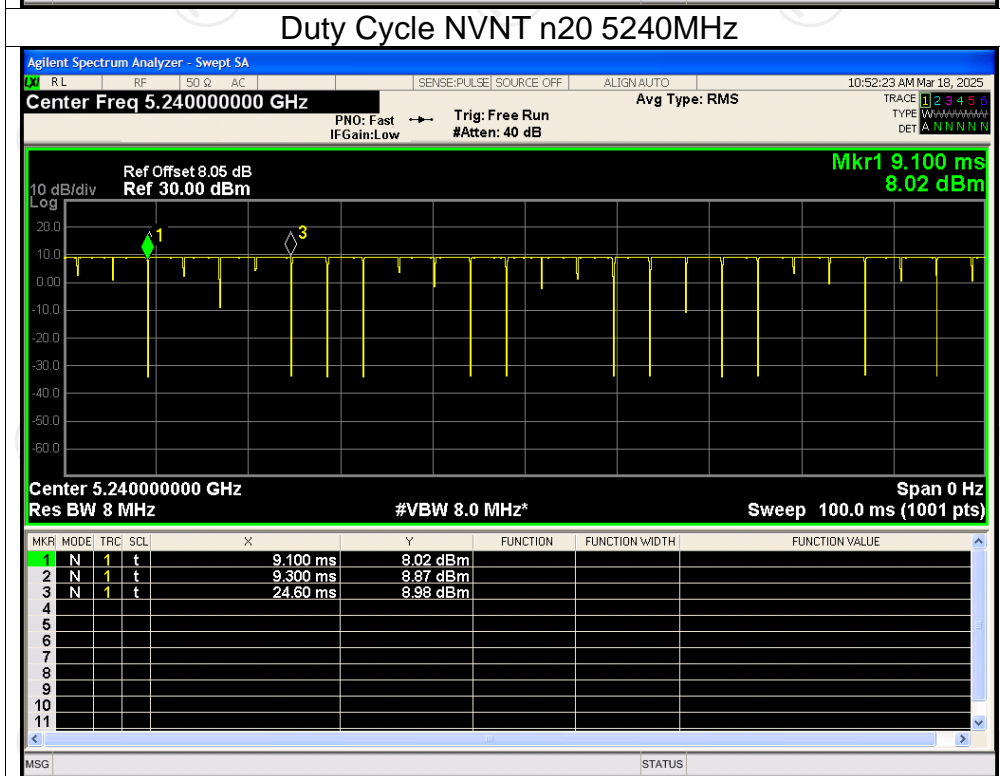 Duty Cycle NVNT n20 5240MHz
Agilent Spectrum Analyzer - Swept SA
LXI RL RF 50 Ω AC SENSE:PULSE SOURCE OFF ALIGNAUTO 10:52:23 AM Mar 18, 2025
Center Freq 5.240000000 GHz Avg Type: RMS TRACE 1 2 3 4 5 6
PNO: Fast Trig: Free Run TYPE W
IFGain:Low #Atten: 40 dB DET A N N N N N
Mkr1 9.100 ms
Ref Offset 8.05 dB
10 dB/div Ref 30.00 dBm 8.02 dBm
Log
20.0
1 3
10.0
0.00
-10.0
-20.0
-30.0
-40.0
-50.0
-60.0
Center 5.240000000 GHz Span 0 Hz
Res BW 8 MHz #VBW 8.0 MHz* Sweep 100.0 ms (1001 pts)
MKR MODE TRC SCL X Y FUNCTION FUNCTION WIDTH FUNCTION VALUE
1 N 1 t 9.100 ms 8.02 dBm
2 N 1 t 9.300 ms 8.87 dBm
3 N 1 t 24.60 ms 8.98 dBm
4
5
6
7
8
9
10
11
MSG STATUS